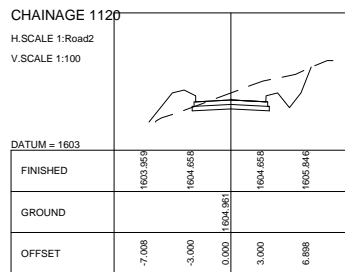 CHAINAGE 1120
H.SCALE 1:Road2
V.SCALE 1:100
DATUM = 1603
FINISHED 1603.959 1604.658 1604.658 1605.846
GROUND 1604.961
OFFSET -7.008 -3.000 0.000 3.000 6.898